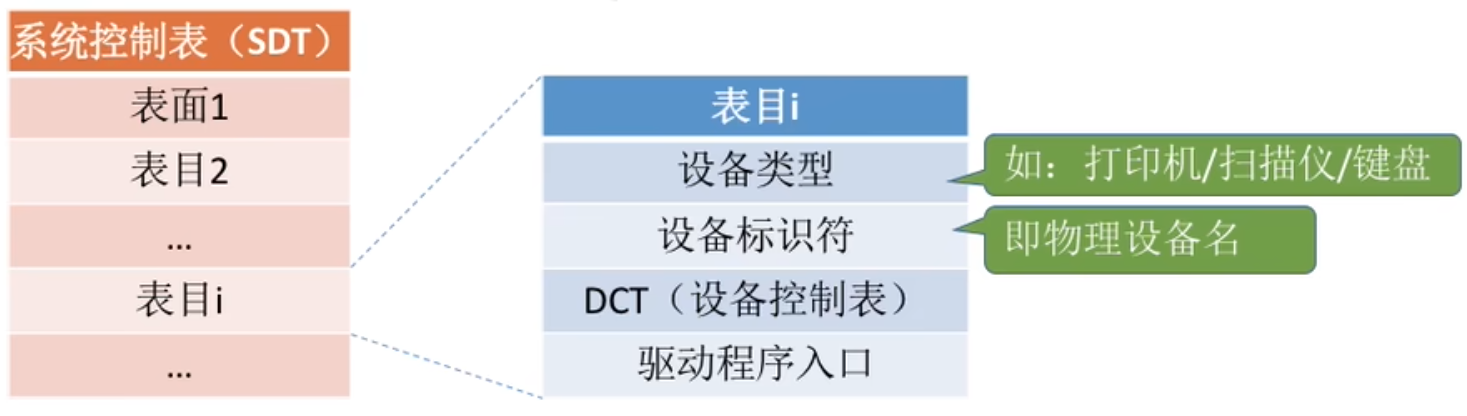 系统控制表（SDT）
表面1
表目2
...
表目i
...
表目i
设备类型
设备标识符
DCT（设备控制表）
驱动程序入口
如：打印机/扫描仪/键盘
即物理设备名